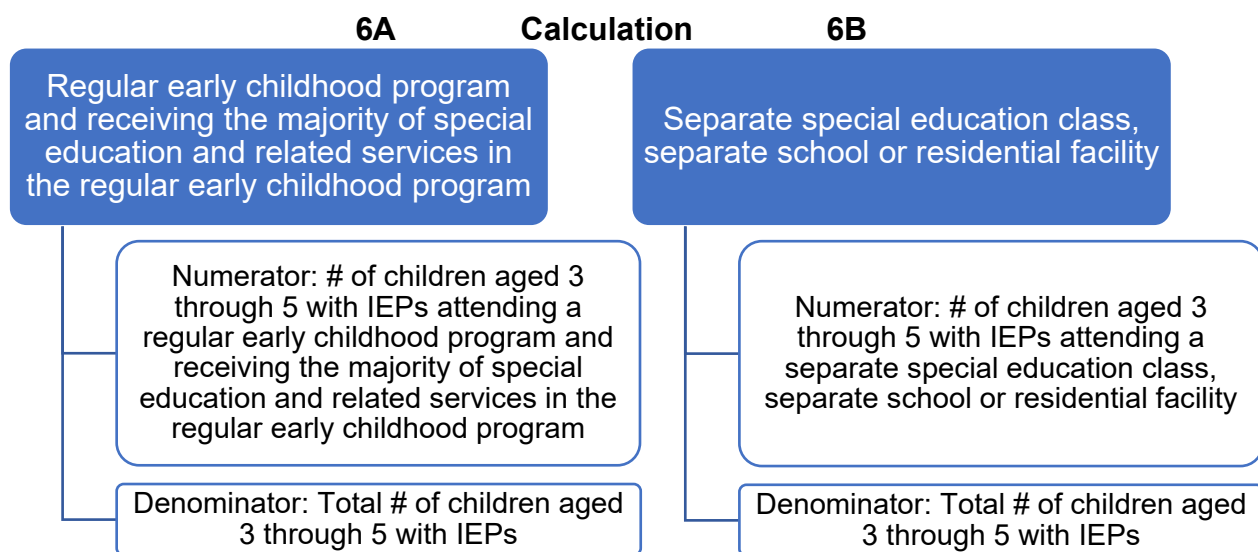 6A Calculation 6B
Regular early childhood program
and receiving the majority of special
education and related services in
the regular early childhood program
Numerator: # of children aged 3
through 5 with IEPs attending a
regular early childhood program and
receiving the majority of special
education and related services in the
regular early childhood program
Denominator: Total # of children aged
3 through 5 with IEPs
Separate special education class,
separate school or residential facility
Numerator: # of children aged 3
through 5 with IEPs attending a
separate special education class,
separate school or residential facility
Denominator: Total # of children aged
3 through 5 with IEPs